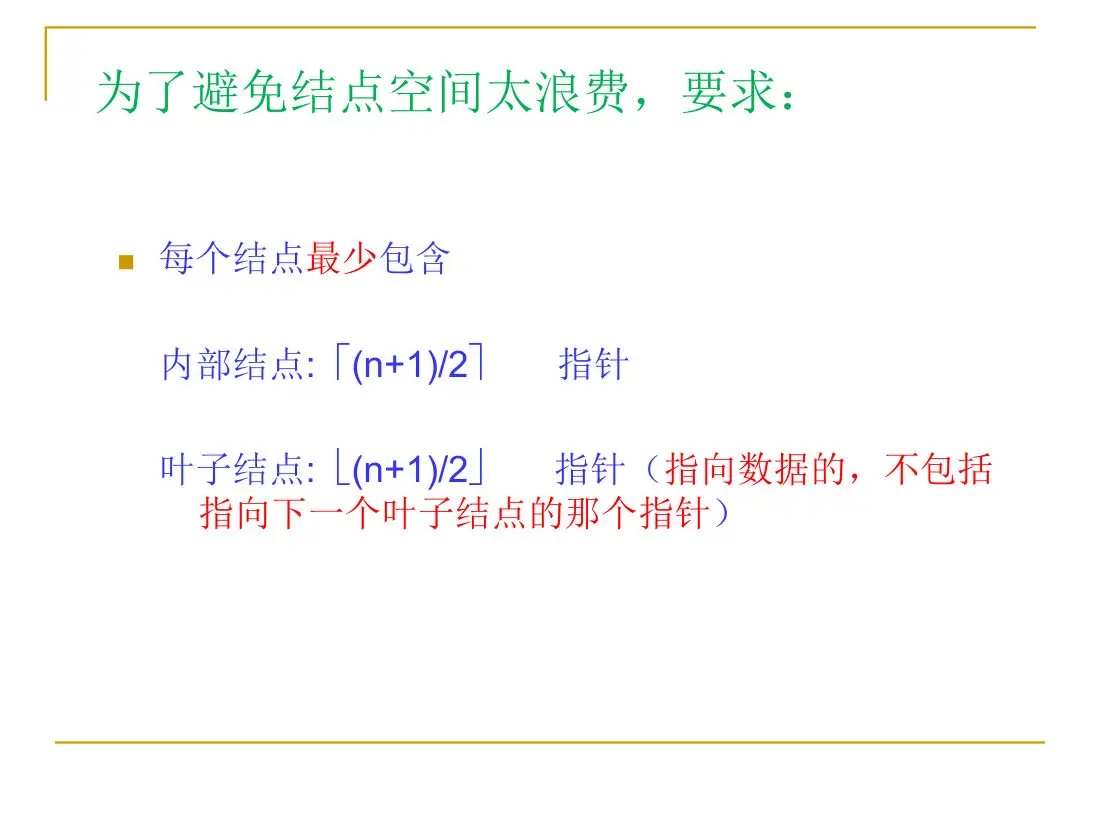 为了避免结点空间太浪费，要求：
每个结点最少包含
内部结点:⌈(n+1)/2⌉ 指针
叶子结点:⌊(n+1)/2⌋ 指针（指向数据的，不包括
指向下一个叶子结点的那个指针）